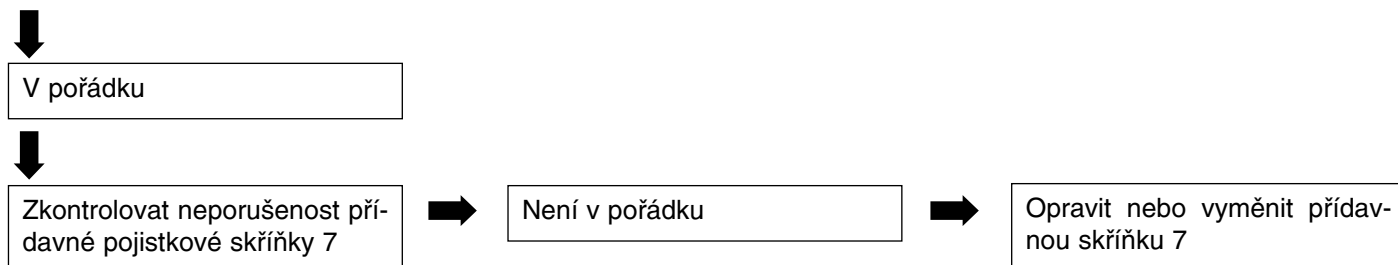 V pořádku
Zkontrolovat neporušenost pří-
davné pojistkové skříňky 7
Není v pořádku
Opravit nebo vyměnit přídav-
nou skříňku 7